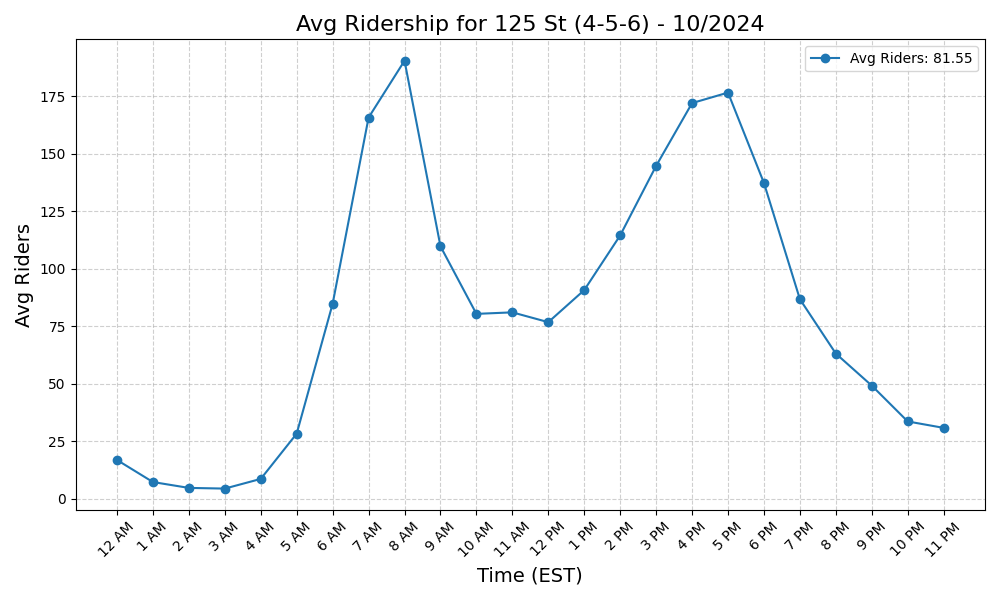 Avg Ridership for 125 St (4-5-6) - 10/2024
Avg Riders: 81.55
Avg Riders
175
150
125
100
75
50
25
0
12 AM
1 AM
2 AM
3 AM
4 AM
5 AM
6 AM
7 AM
8 AM
9 AM
10 AM
11 AM
12 PM
1 PM
2 PM
3 PM
4 PM
5 PM
6 PM
7 PM
8 PM
9 PM
10 PM
11 PM
Time (EST)